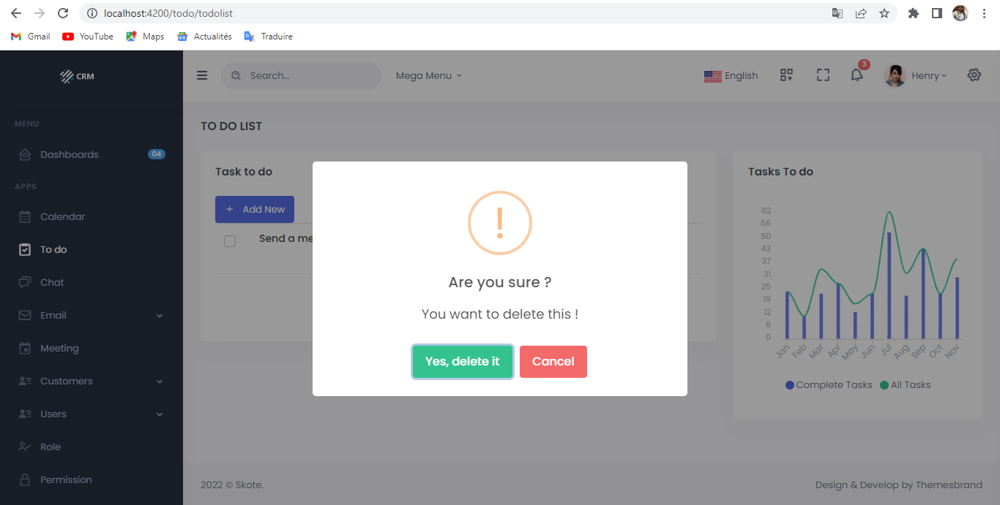 localhost:4200/todo/todolist
Gmail YouTube Maps Actualités Traduire
CRM
Search...
Mega Menu
English
3
Henry
MENU
Dashboards 04
APPS
Calendar
To do
Chat
Email
Meeting
Customers
Users
Role
Permission
TO DO LIST
Task to do
+ Add New
Send a me
!
Are you sure ?
You want to delete this !
Yes, delete it Cancel
Tasks To do
62
56
50
43
37
31
25
19
12
6
0
Jan Feb Mar Apr May Jun Jul Aug Sep Oct Nov
Complete Tasks All Tasks
2022 © Skote.
Design & Develop by Themesbrand